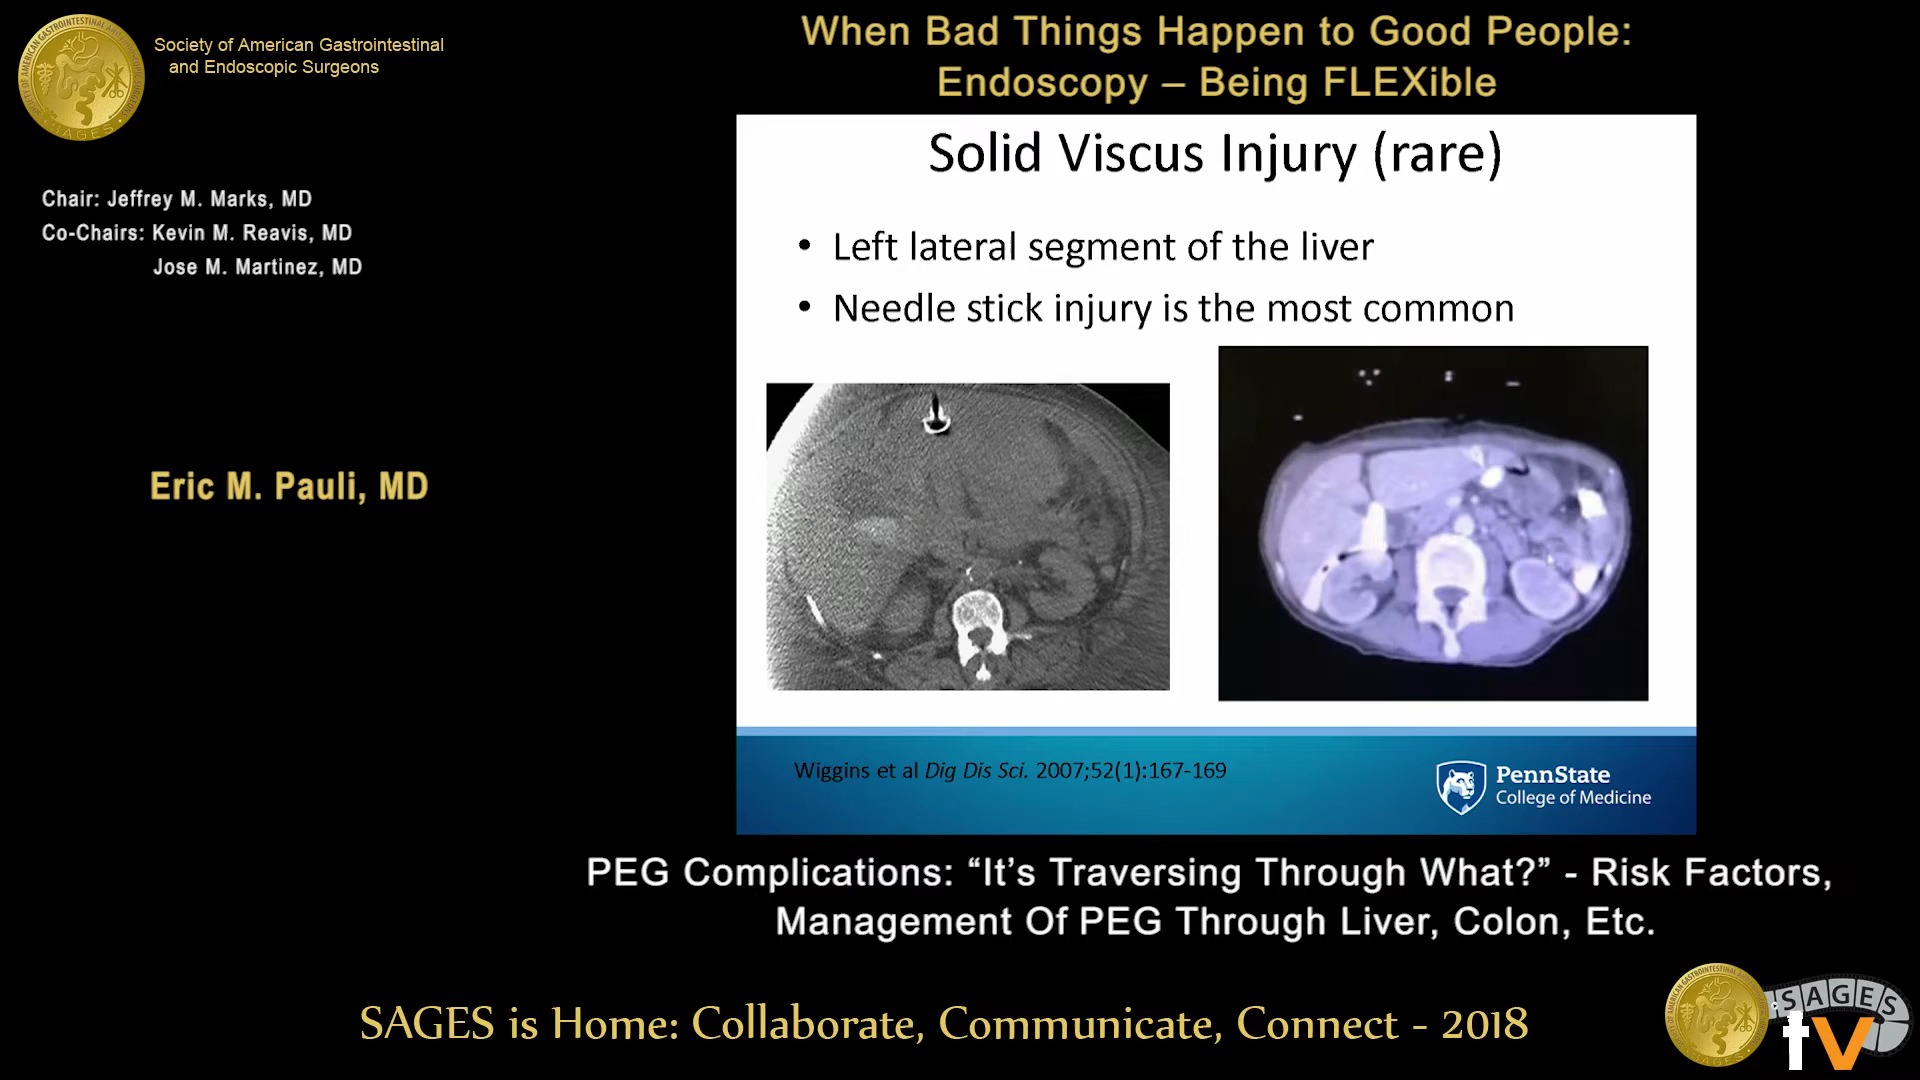 Society of American Gastrointestinal
and Endoscopic Surgeons
When Bad Things Happen to Good People:
Endoscopy – Being FLEXible
Chair: Jeffrey M. Marks, MD
Co-Chairs: Kevin M. Reavis, MD
Jose M. Martinez, MD
Eric M. Pauli, MD
Solid Viscus Injury (rare)
• Left lateral segment of the liver
• Needle stick injury is the most common
Wiggins et al Dig Dis Sci. 2007;52(1):167-169
PennState
College of Medicine
PEG Complications: “It’s Traversing Through What?” - Risk Factors,
Management Of PEG Through Liver, Colon, Etc.
SAGES is Home: Collaborate, Communicate, Connect - 2018
SAGES
tv